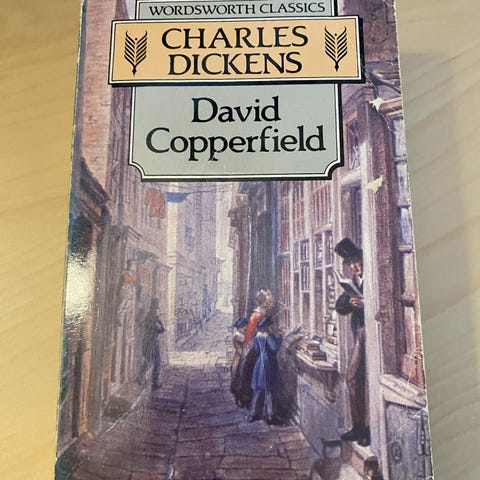 WORDSWORTH CLASSICS
CHARLES
DICKENS
David
Copperfield